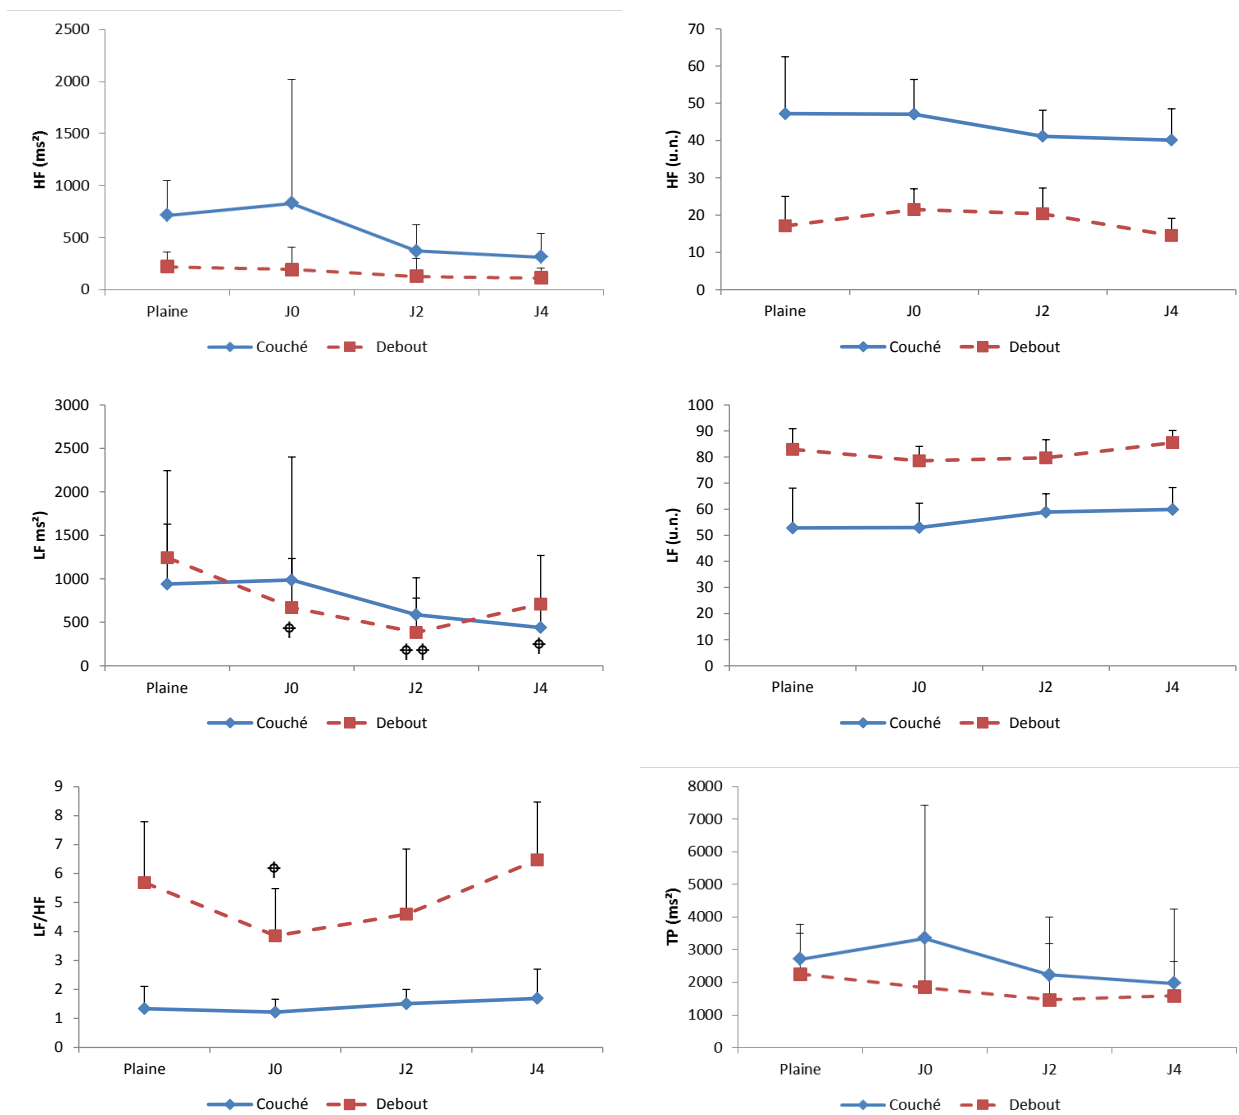 HF (ms²)
2500
2000
1500
1000
500
0
Plaine J0 J2 J4
Couché Debout
HF (u.n.)
70
60
50
40
30
20
10
0
Plaine J0 J2 J4
Couché Debout
LF ms²)
3000
2500
2000
1500
1000
500
0
Plaine J0 J2 J4
Couché Debout
LF (u.n.)
100
90
80
70
60
50
40
30
20
10
0
Plaine J0 J2 J4
Couché Debout
LF/HF
9
8
7
6
5
4
3
2
1
0
Plaine J0 J2 J4
Couché Debout
TP (ms²)
8000
7000
6000
5000
4000
3000
2000
1000
0
Plaine J0 J2 J4
Couché Debout